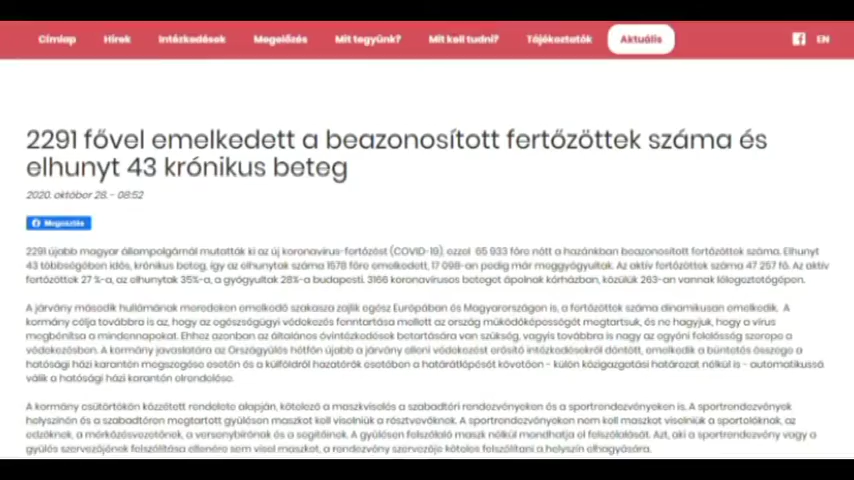 Címlap Hírek Intézkedések Megelőzés Mit tegyünk? Mit kell tudni? Tájékoztatók Aktuális EN
2291 fővel emelkedett a beazonosított fertőzöttek száma és
elhunyt 43 krónikus beteg
2020. október 28. - 08:52
Megosztás
2291 újabb magyar állampolgárnál mutatták ki az új koronavírus-fertőzést (COVID-19), ezzel 65 933 főre nőtt a hazánkban beazonosított fertőzöttek száma. Elhunyt
43 többségében idős, krónikus beteg, így az elhunytak száma 1578 főre emelkedett, 17 098-an pedig már meggyógyultak. Az aktív fertőzöttek száma 47 257 fő. Az aktív
fertőzöttek 27 %-a, az elhunytak 35%-a, a gyógyultak 28%-a budapesti. 3166 koronavírusos beteget ápolnak kórházban, közülük 263-an vannak lélegeztetőgépen.
A járvány második hullámának meredeken emelkedő szakasza zajlik egész Európában és Magyarországon is, a fertőzöttek száma dinamikusan emelkedik. A
kormány célja továbbra is az, hogy az egészségügyi védekezés fenntartása mellett az ország működőképességét megtartsuk, és ne hagyjuk, hogy a vírus
megbénítsa a mindennapokat. Ehhez azonban az általános óvintézkedések betartására van szükség, vagyis továbbra is nagy az egyéni felelősség szerepe a
védekezésben. A kormány javaslatára az Országgyűlés hétfőn újabb a járvány elleni védekezést erősítő intézkedésekről döntött, emelkedik a büntetés összege a
hatósági házi karantén megszegése esetén és a külföldről hazatérők esetében a határátlépést követően - külön közigazgatási határozat nélkül is - automatikussá
válik a hatósági házi karantén elrendelése.
A kormány csütörtökön közzétett rendelete alapján, kötelező a maszkviselés a szabadtéri rendezvényeken és a sportrendezvényeken is. A sportrendezvények
helyszínén és a szabadtéren megtartott gyűlésen maszkot kell viselniük a résztvevőknek. A sportrendezvényeken nem kell maszkot viselniük a sportolóknak, az
edzőknek, a mérkőzésvezetőnek, a versenybírónak és a segítőinek. A gyűlésen felszólaló maszk nélkül mondhatja el felszólalását. Azt, aki a sportrendezvény vagy a
gyűlés szervezőjének felszólítása ellenére sem visel maszkot, a rendezvény szervezője köteles felszólítani a helyszín elhagyására.